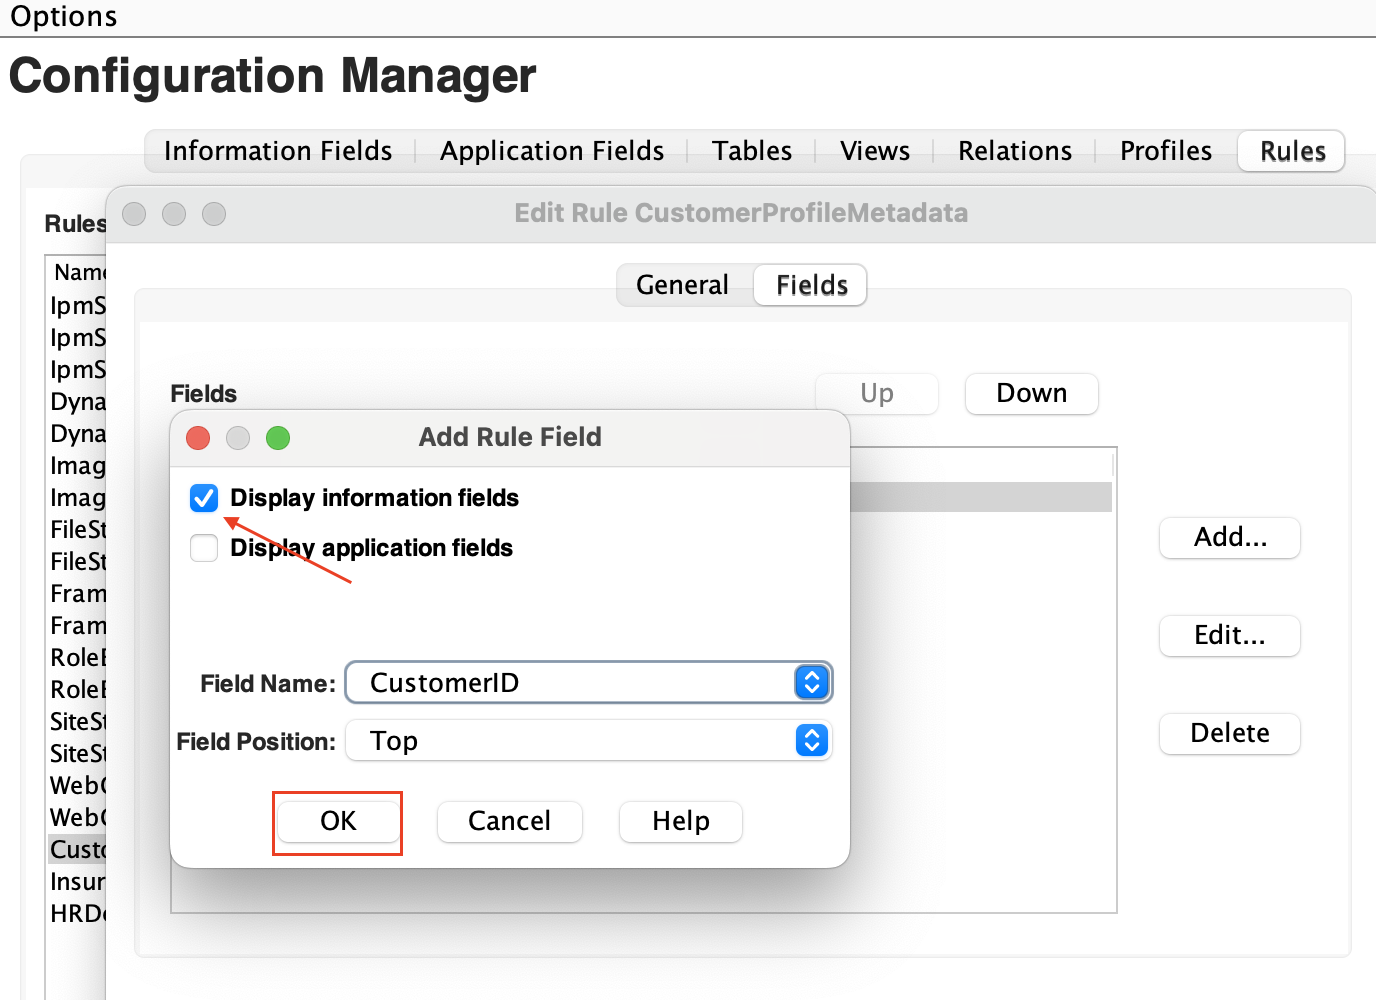 Options
Configuration Manager
Information Fields
Application Fields
Tables
Views
Relations
Profiles
Rules
Rules
Edit Rule CustomerProfileMetadata
General
Fields
Name
IpmS
IpmS
IpmS
Dyna
Dyna
Imag
Imag
FileSt
FileSt
Fram
Fram
RoleE
RoleE
SiteSt
SiteSt
WebC
WebC
Custo
Insur
HRDo
Fields
Up
Down
Add Rule Field
Display information fields
Display application fields
Field Name:
CustomerID
Field Position:
Top
OK
Cancel
Help
Add...
Edit...
Delete